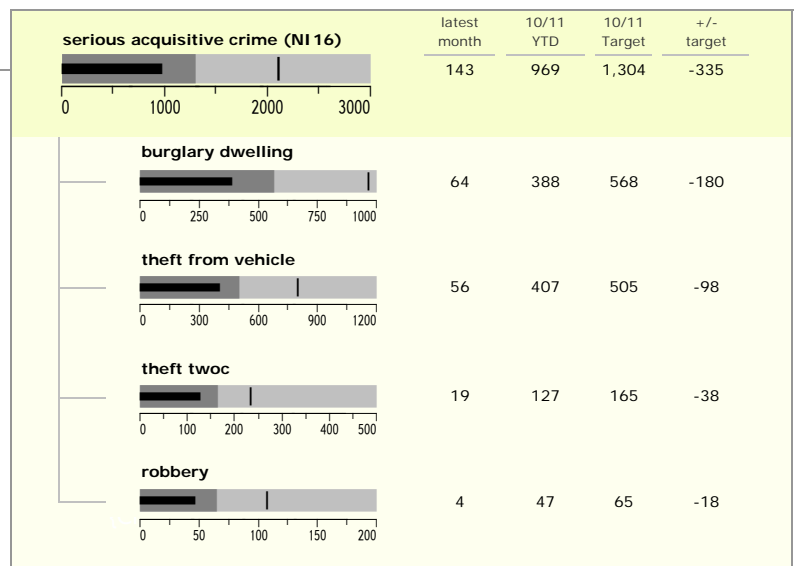 latest 10/11 10/11 +/-
serious acquisitive crime (NI 16) month YTD Target target
143 969 1,304 -335
0 1000 2000 3000
burglary dwelling
64 388 568 -180
0 250 500 750 1000
theft from vehicle
56 407 505 -98
0 300 600 900 1200
theft twoc
19 127 165 -38
0 100 200 300 400 500
robbery
4 47 65 -18
0 50 100 150 200